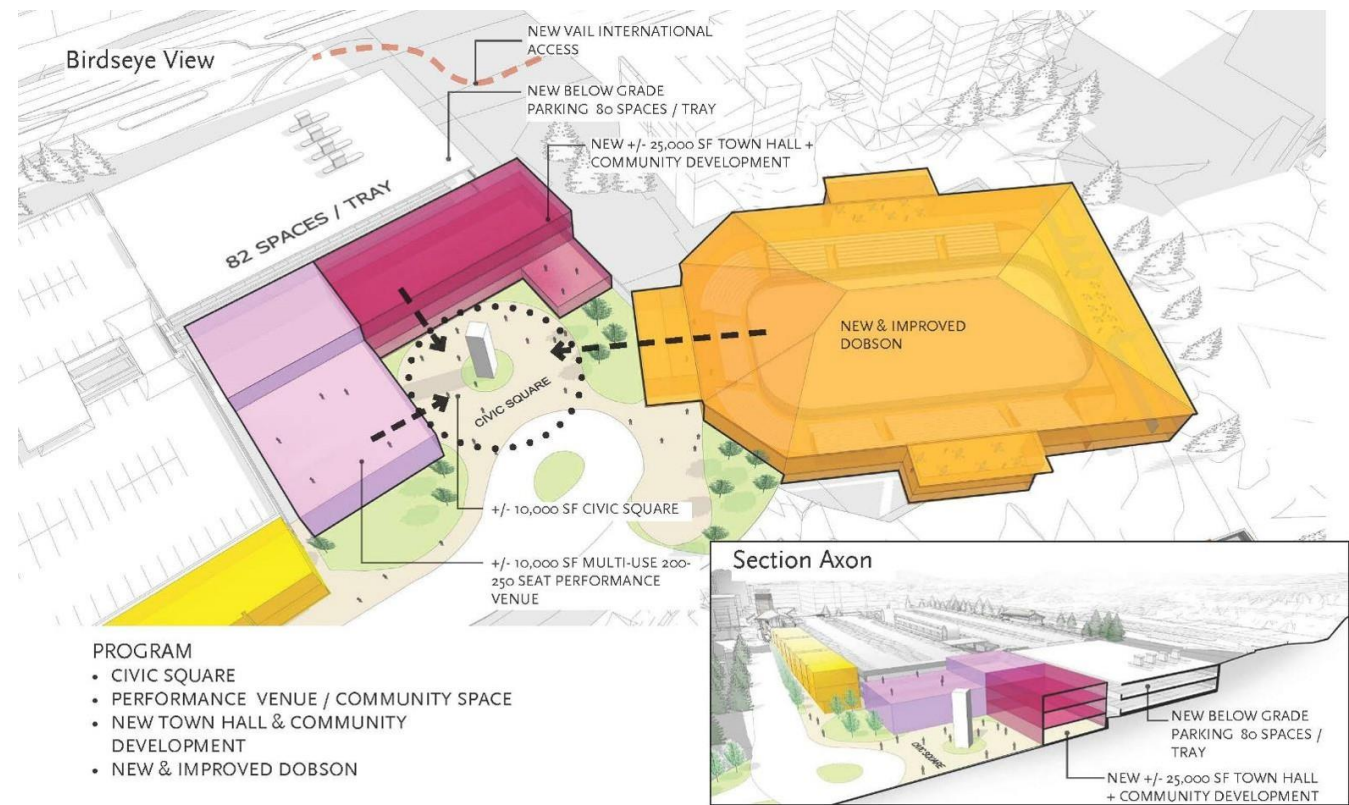 Birdseye View
NEW VAIL INTERNATIONAL
ACCESS
NEW BELOW GRADE
PARKING 80 SPACES / TRAY
NEW +/- 25,000 SF TOWN HALL +
COMMUNITY DEVELOPMENT
82 SPACES / TRAY
NEW & IMPROVED
DOBSON
CIVIC SQUARE
+/- 10,000 SF CIVIC SQUARE
+/- 10,000 SF MULTI-USE 200-
250 SEAT PERFORMANCE
VENUE
PROGRAM
• CIVIC SQUARE
• PERFORMANCE VENUE / COMMUNITY SPACE
• NEW TOWN HALL & COMMUNITY
DEVELOPMENT
• NEW & IMPROVED DOBSON
Section Axon
CIVIC SQUARE
NEW BELOW GRADE
PARKING 80 SPACES /
TRAY
NEW +/- 25,000 SF TOWN HALL
+ COMMUNITY DEVELOPMENT